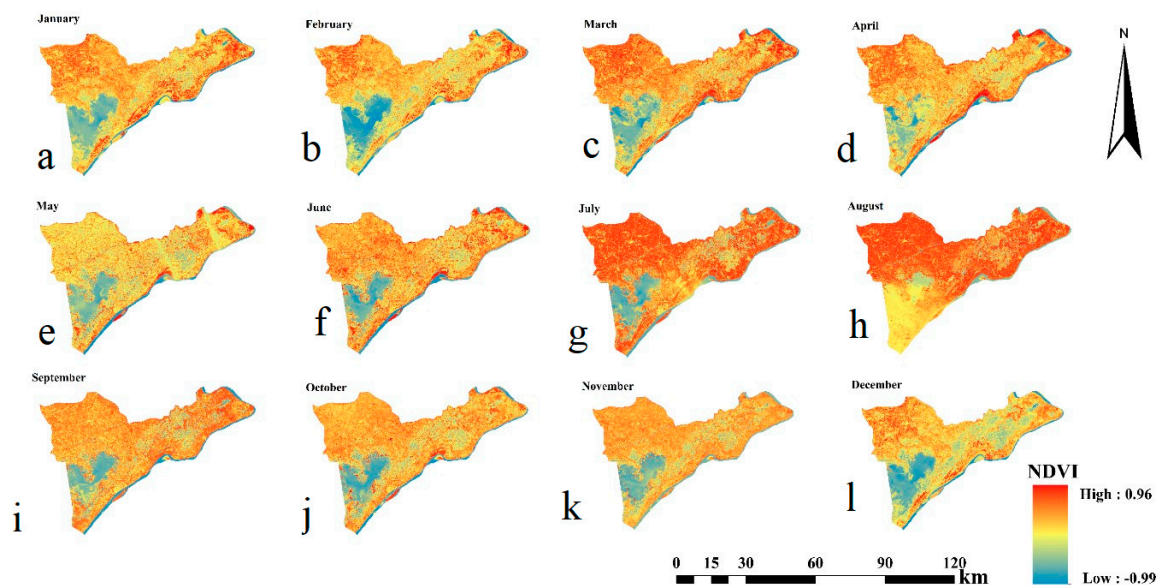 January
February
March
April
N
a
b
c
d
May
June
July
August
e
f
g
h
September
October
November
December
i
j
k
l
NDVI
High : 0.96
Low : -0.99
0 15 30 60 90 120
km